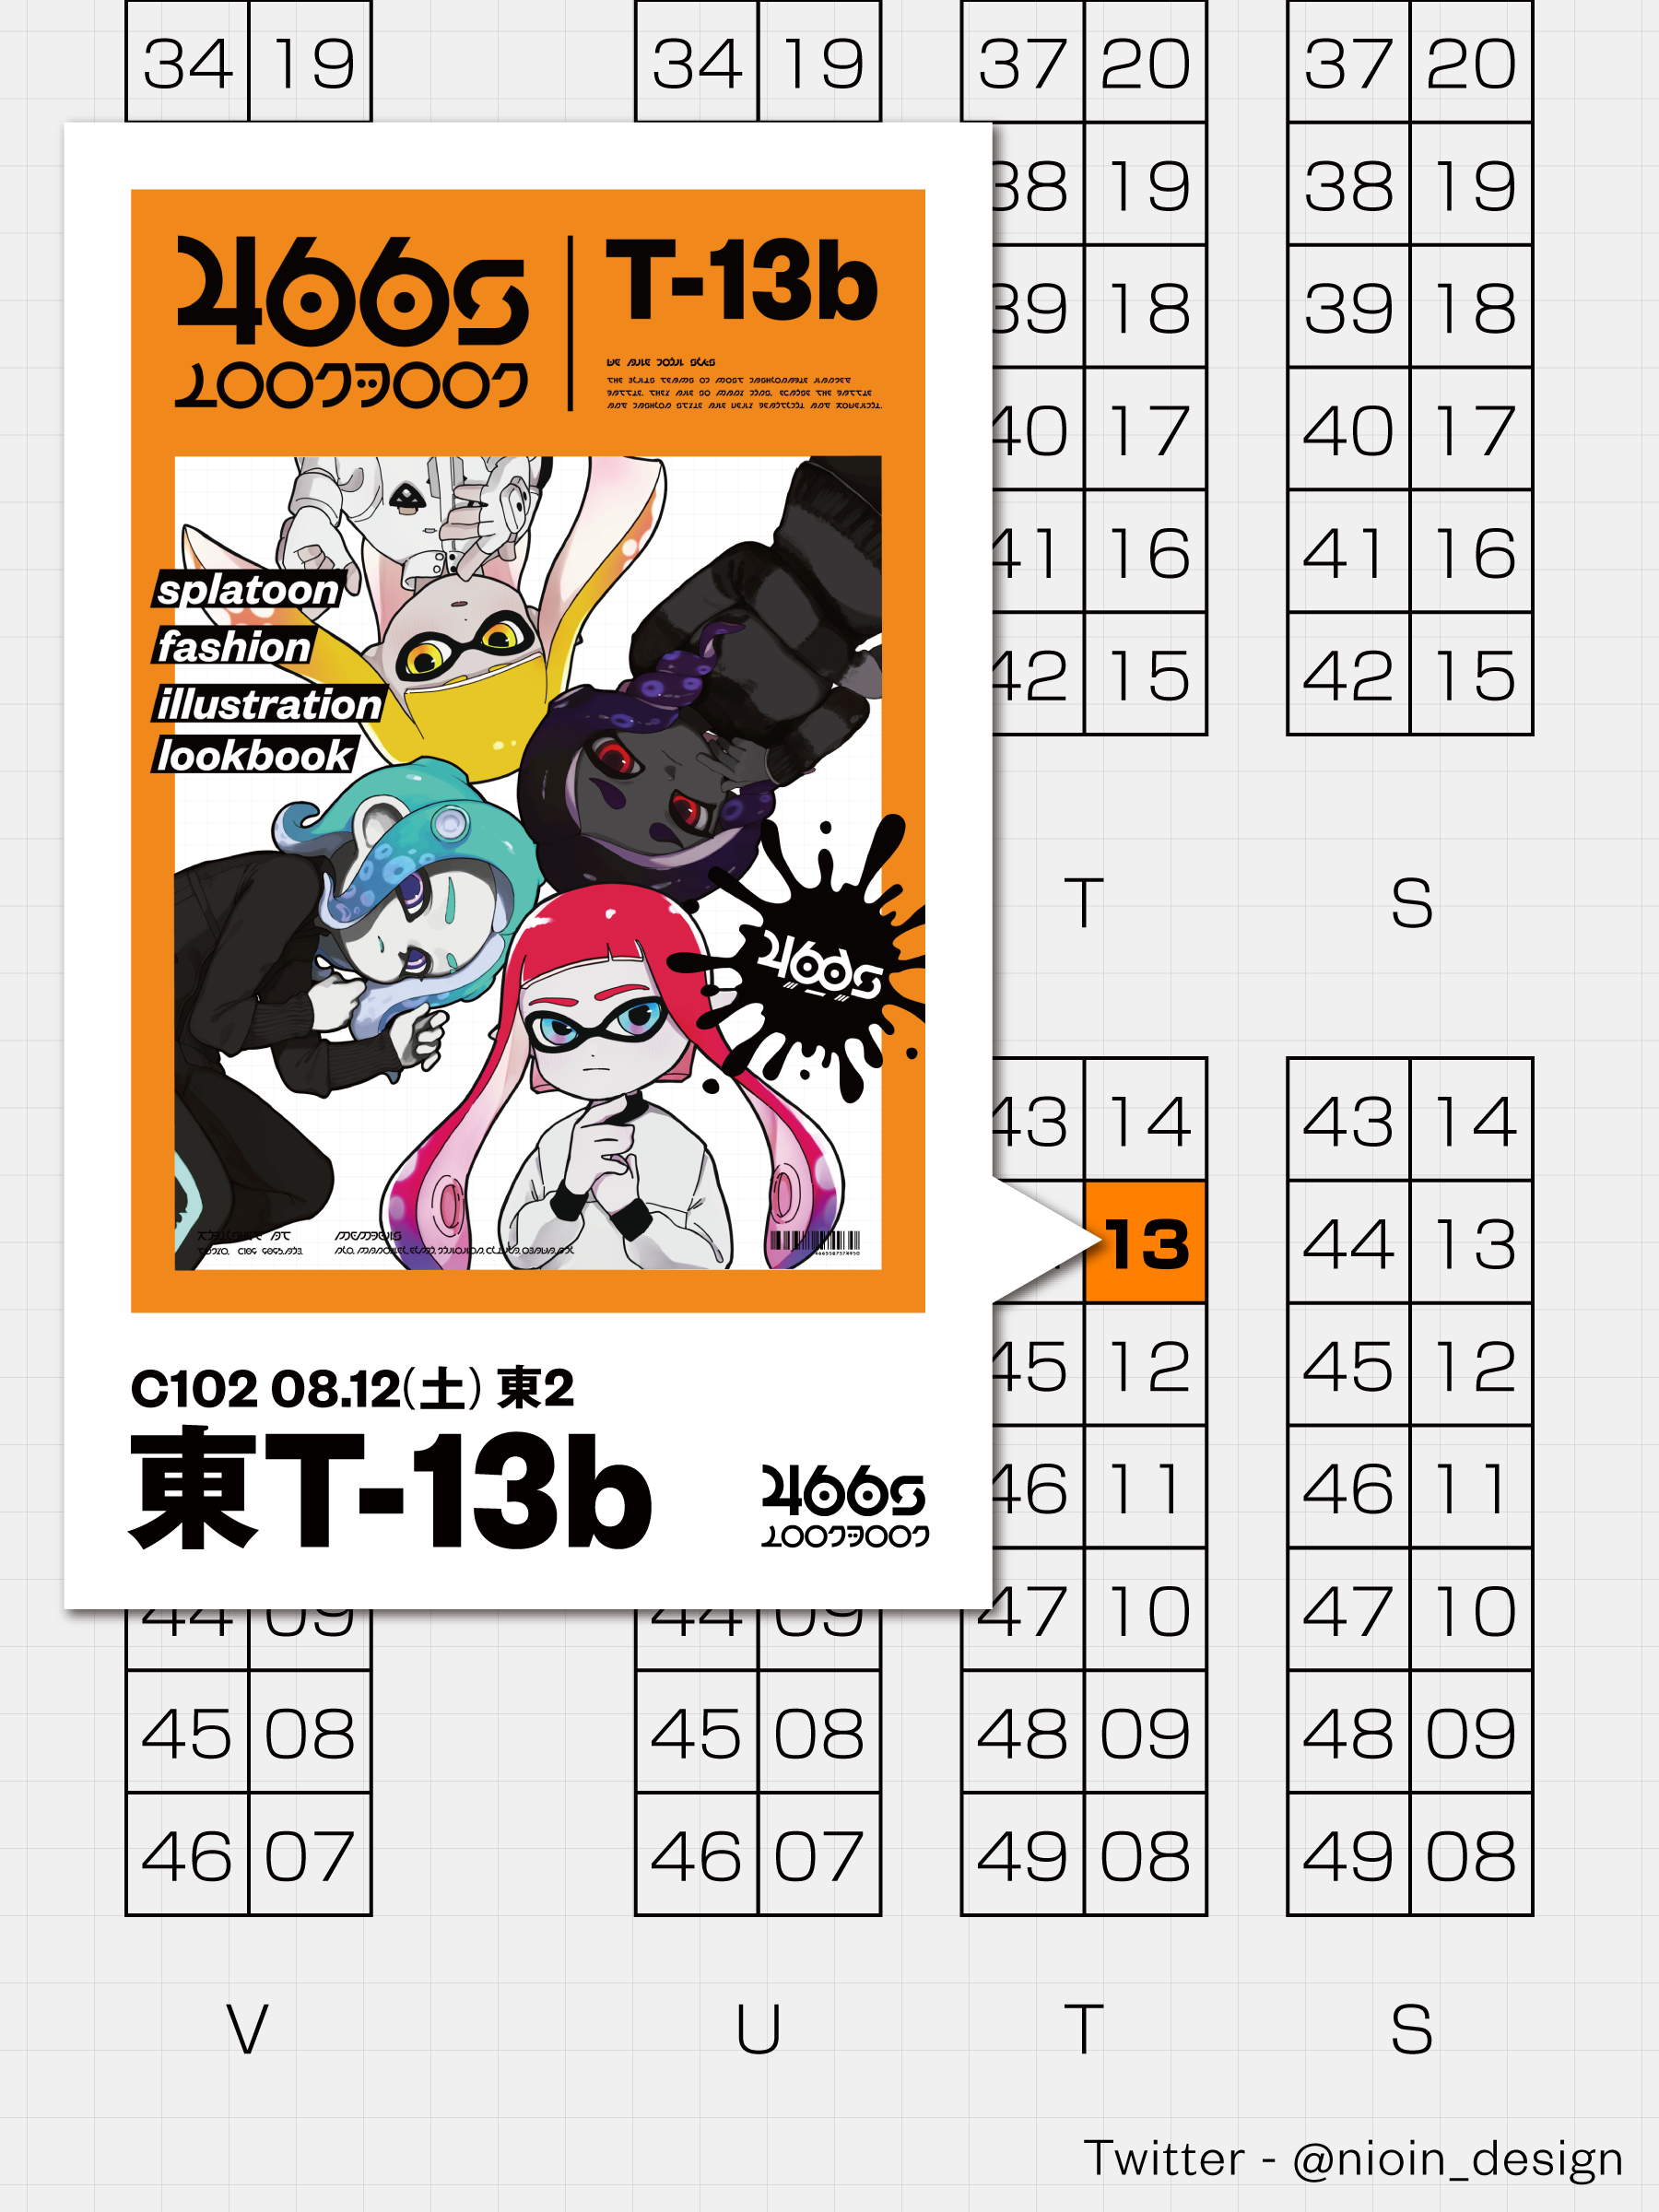 34 19 34 19 37 20 37 20
38 19 38 19
39 18 39 18
40 17 40 17
41 16 41 16
42 15 42 15
T-13b
splatoon
fashion
illustration
lookbook
T S
43 14 43 14
13 44 13
45 12 45 12
46 11 46 11
47 10 47 10
C102 08.12(土) 東2
東T-13b
44 09 44 09
45 08 45 08 48 09 48 09
46 07 46 07 49 08 49 08
V U T S
Twitter - @nioin_design